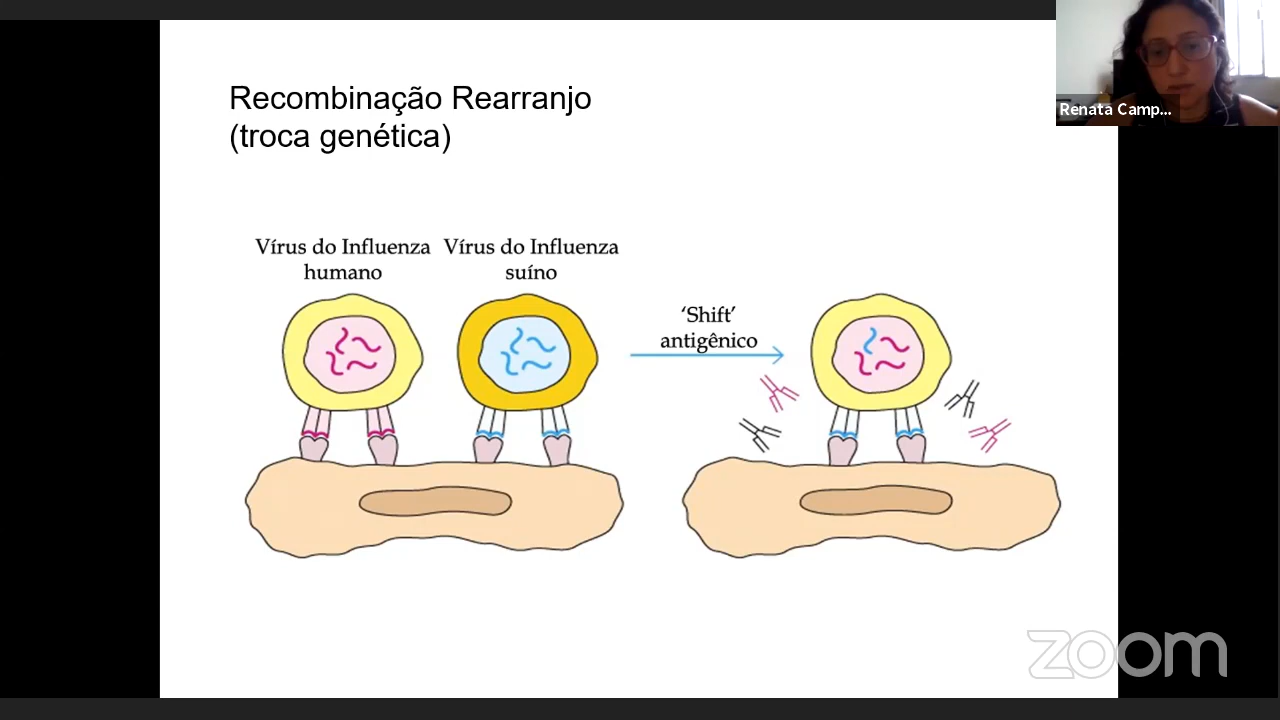 Recombinação Rearranjo
(troca genética)
Renata Camp...
Vírus do Influenza
humano
Vírus do Influenza
suíno
‘Shift’
antigênico
zoom